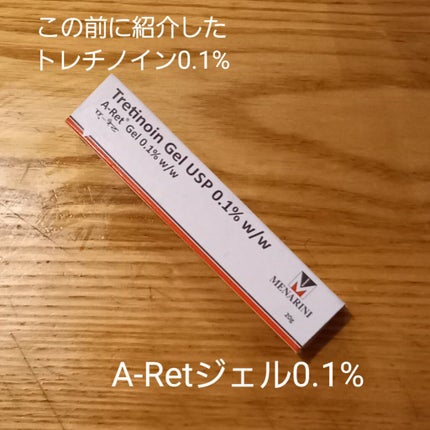 この前に紹介した
トレチノイン0.1%
Tretinoin Gel USP 0.1% w/w
A-Ret® Gel 0.1% w/w
MENARINI
20g
A-Retジェル0.1%